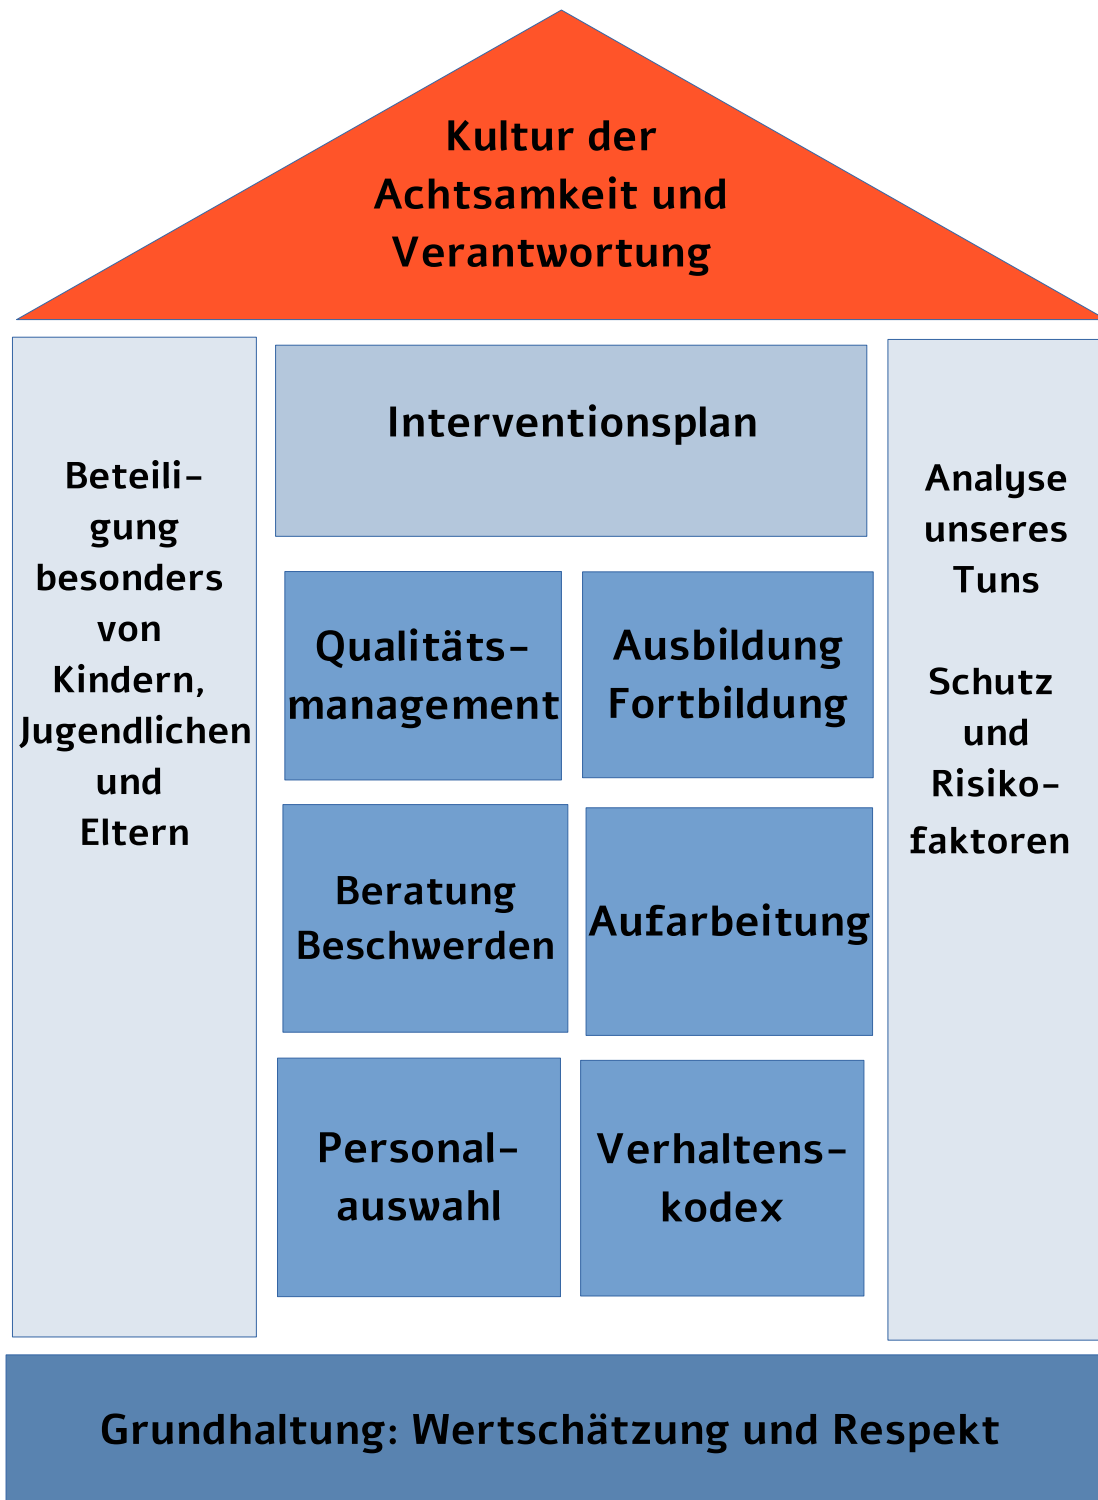 Kultur der
Achtsamkeit und
Verantwortung
Beteili-
gung
besonders
von
Kindern,
Jugendlichen
und
Eltern
Interventionsplan
Qualitäts-
management
Ausbildung
Fortbildung
Beratung
Beschwerden
Aufarbeitung
Personal-
auswahl
Verhaltens-
kodex
Analyse
unseres
Tuns
Schutz
und
Risiko-
faktoren
Grundhaltung: Wertschätzung und Respekt